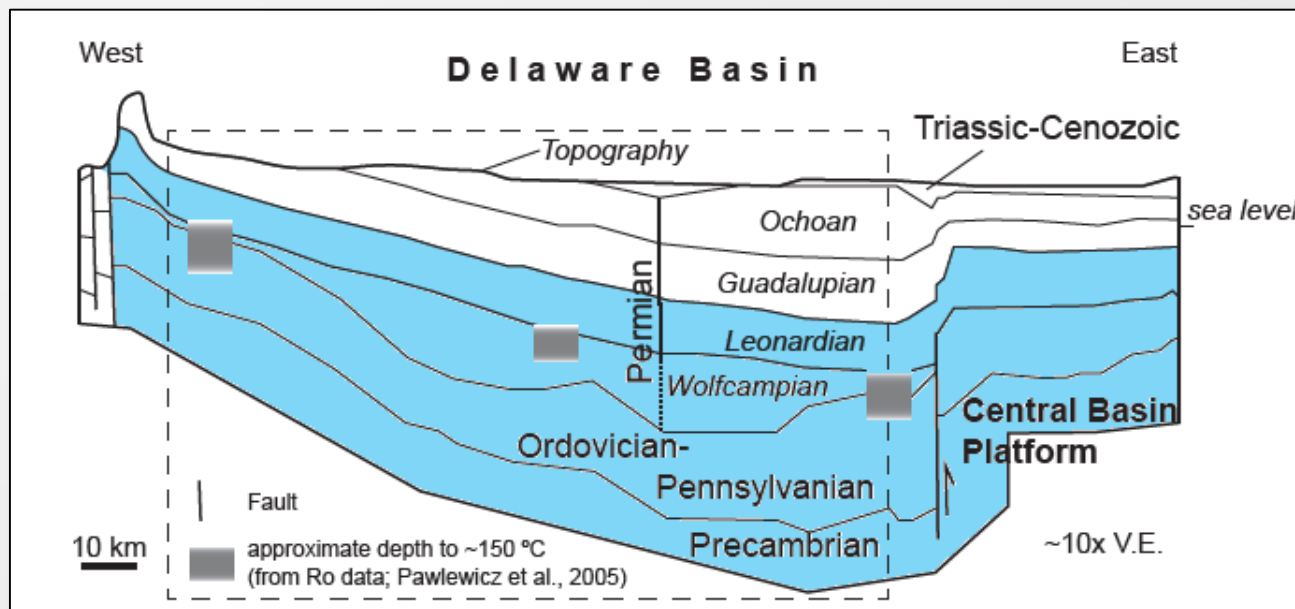 West
East
Delaware Basin
Triassic-Cenozoic
Topography
sea level
Ochoan
Permian
Guadalupian
Leonardian
Wolfcampian
Central Basin
Platform
Ordovician-
Pennsylvanian
Fault
Precambrian
10 km
approximate depth to ~150 ºC
(from Ro data; Pawlewicz et al., 2005)
~10x V.E.